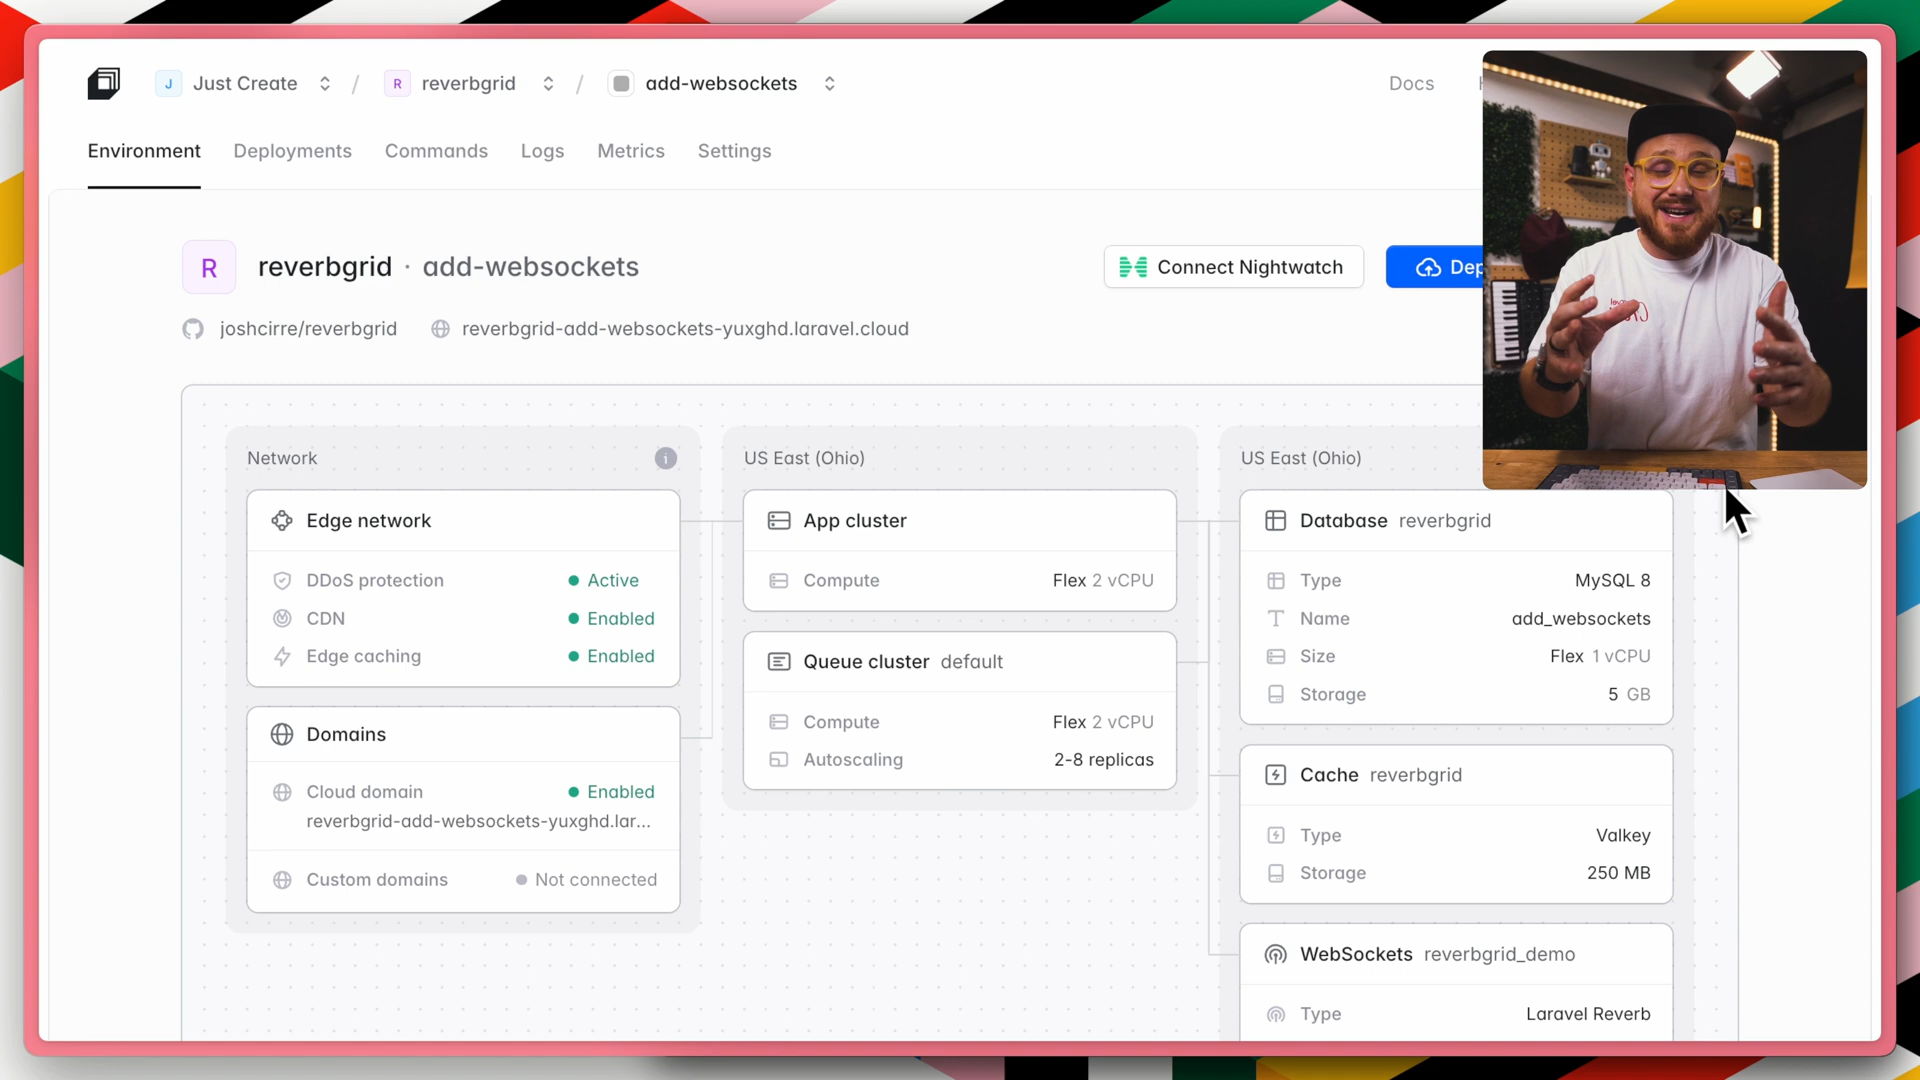 J Just Create / R reverbgrid / add-websockets
Docs
Environment Deployments Commands Logs Metrics Settings
R reverbgrid · add-websockets
Connect Nightwatch
joshcirre/reverbgrid reverbgrid-add-websockets-yuxghd.laravel.cloud
Network
Edge network
DDoS protection Active
CDN Enabled
Edge caching Enabled
Domains
Cloud domain Enabled
reverbgrid-add-websockets-yuxghd.lar...
Custom domains Not connected
US East (Ohio)
App cluster
Compute Flex 2 vCPU
Queue cluster default
Compute Flex 2 vCPU
Autoscaling 2-8 replicas
US East (Ohio)
Database reverbgrid
Type MySQL 8
Name add_websockets
Size Flex 1 vCPU
Storage 5 GB
Cache reverbgrid
Type Valkey
Storage 250 MB
WebSockets reverbgrid_demo
Type Laravel Reverb